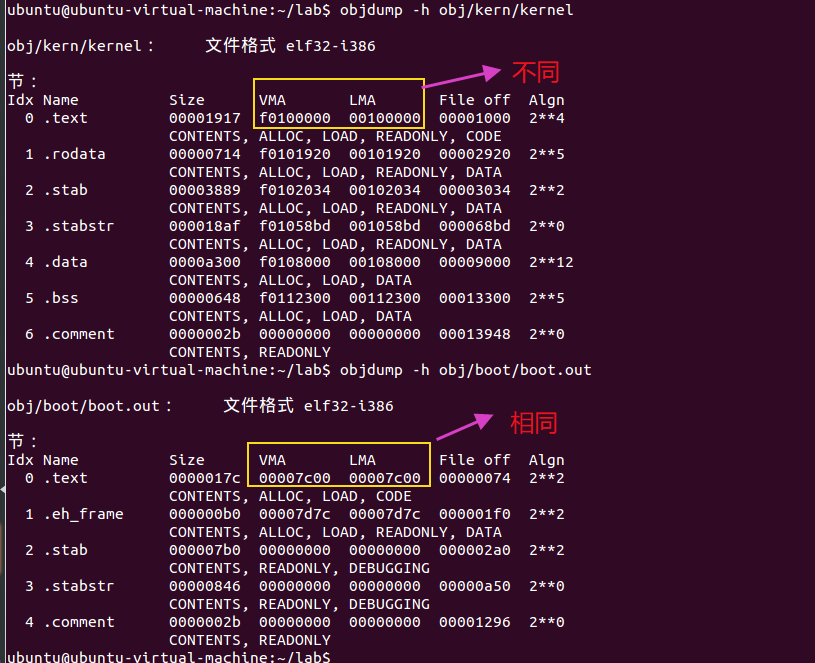 ubuntu@ubuntu-virtual-machine:~/lab$ objdump -h obj/kern/kernel
obj/kern/kernel：     文件格式 elf32-i386
不同
节：
Idx Name          Size      VMA       LMA       File off  Algn
  0 .text         00001917  f0100000  00100000  00001000  2**4
                  CONTENTS, ALLOC, LOAD, READONLY, CODE
  1 .rodata       00000714  f0101920  00101920  00002920  2**5
                  CONTENTS, ALLOC, LOAD, READONLY, DATA
  2 .stab         00003889  f0102034  00102034  00003034  2**2
                  CONTENTS, ALLOC, LOAD, READONLY, DATA
  3 .stabstr      000018af  f01058bd  001058bd  000068bd  2**0
                  CONTENTS, ALLOC, LOAD, READONLY, DATA
  4 .data         0000a300  f0108000  00108000  00009000  2**12
                  CONTENTS, ALLOC, LOAD, DATA
  5 .bss          00000648  f0112300  00112300  00013300  2**5
                  CONTENTS, ALLOC, LOAD, DATA
  6 .comment      0000002b  00000000  00000000  00013948  2**0
                  CONTENTS, READONLY
ubuntu@ubuntu-virtual-machine:~/lab$ objdump -h obj/boot/boot.out
obj/boot/boot.out：     文件格式 elf32-i386
相同
节：
Idx Name          Size      VMA       LMA       File off  Algn
  0 .text         0000017c  00007c00  00007c00  00000074  2**2
                  CONTENTS, ALLOC, LOAD, CODE
  1 .eh_frame     000000b0  00007d7c  00007d7c  000001f0  2**2
                  CONTENTS, ALLOC, LOAD, READONLY, DATA
  2 .stab         000007b0  00000000  00000000  000002a0  2**2
                  CONTENTS, READONLY, DEBUGGING
  3 .stabstr      00000846  00000000  00000000  00000a50  2**0
                  CONTENTS, READONLY, DEBUGGING
  4 .comment      0000002b  00000000  00000000  00001296  2**0
                  CONTENTS, READONLY
ubuntu@ubuntu-virtual-machine:~/lab$